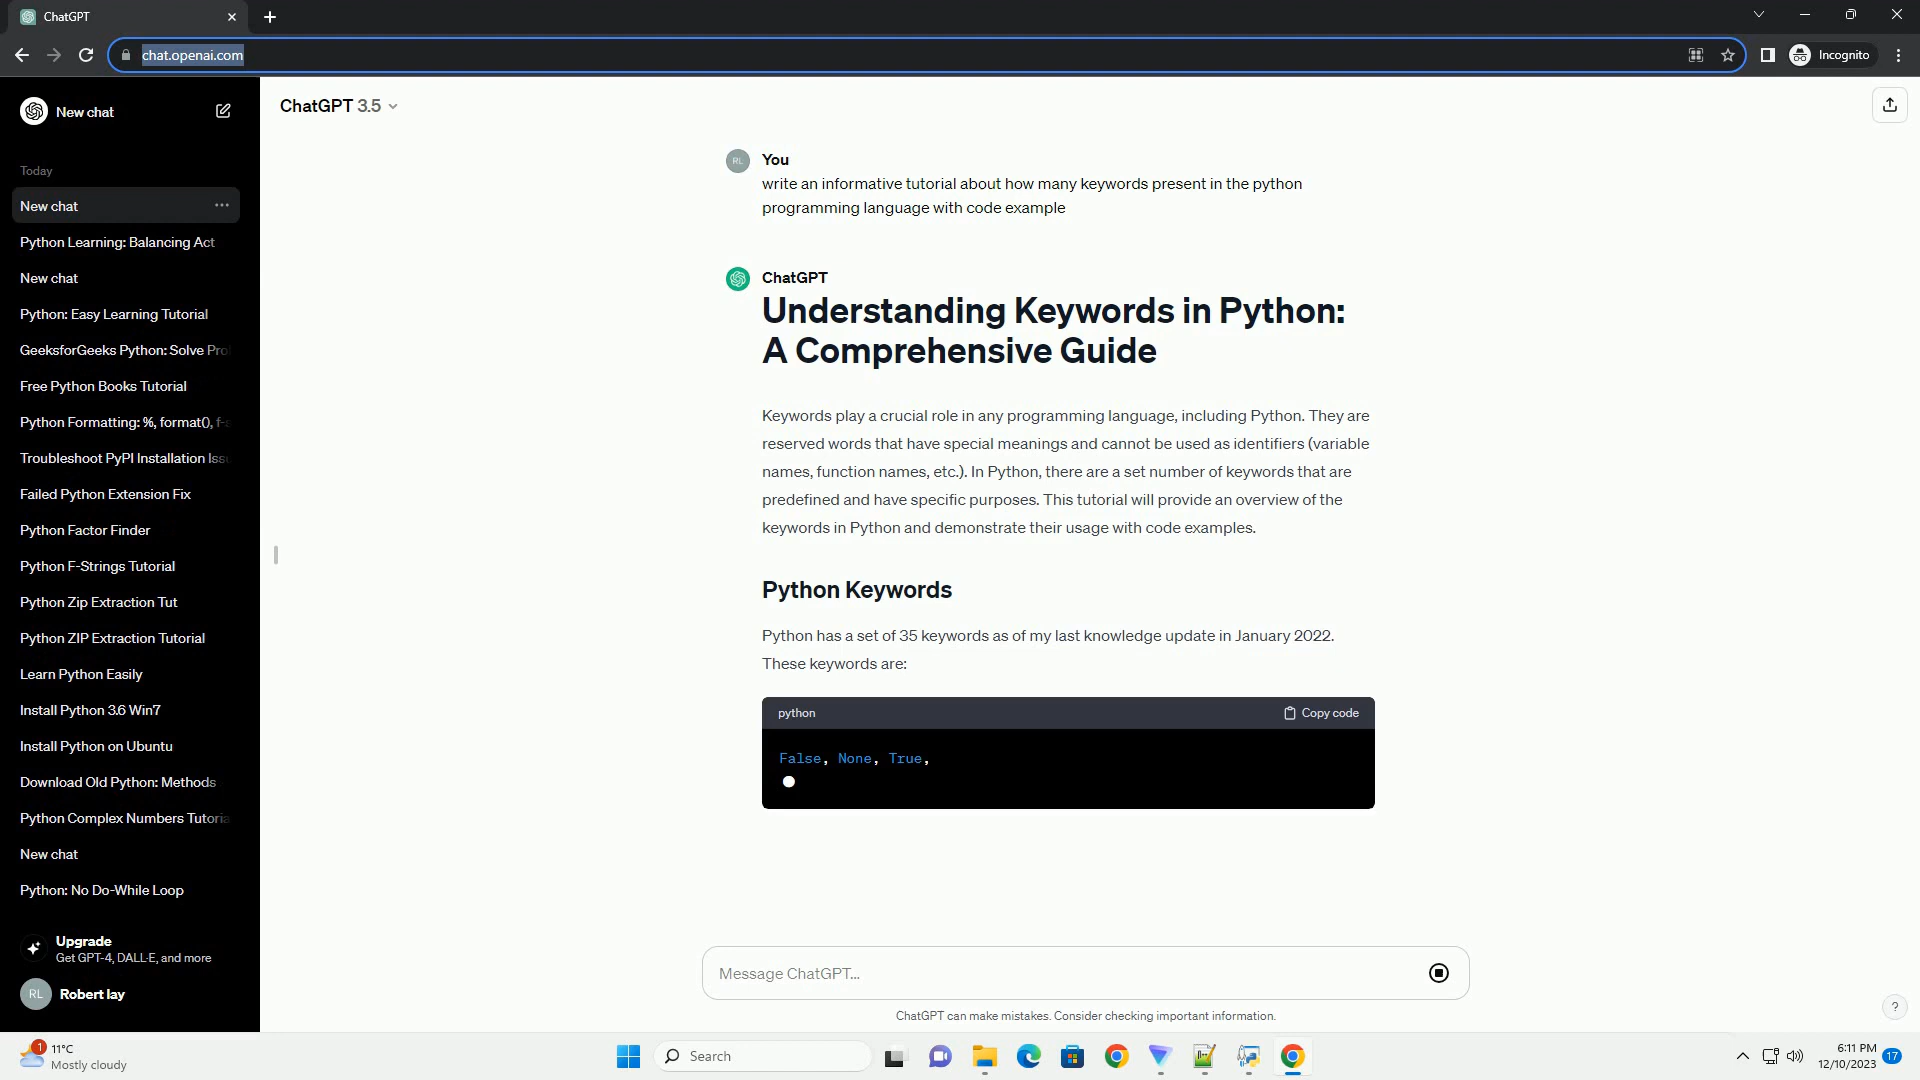 ChatGPT
chat.openai.com
Incognito
New chat
Today
New chat
Python Learning: Balancing Act
New chat
Python: Easy Learning Tutorial
GeeksforGeeks Python: Solve Pro
Free Python Books Tutorial
Python Formatting: %, format(), f-s
Troubleshoot PyPI Installation Issu
Failed Python Extension Fix
Python Factor Finder
Python F-Strings Tutorial
Python Zip Extraction Tut
Python ZIP Extraction Tutorial
Learn Python Easily
Install Python 3.6 Win7
Install Python on Ubuntu
Download Old Python: Methods
Python Complex Numbers Tutoria
New chat
Python: No Do-While Loop
Upgrade
Get GPT-4, DALL·E, and more
RL
Robert lay
ChatGPT 3.5
RL
You
write an informative tutorial about how many keywords present in the python
programming language with code example
ChatGPT
Understanding Keywords in Python:
A Comprehensive Guide
Keywords play a crucial role in any programming language, including Python. They are
reserved words that have special meanings and cannot be used as identifiers (variable
names, function names, etc.). In Python, there are a set number of keywords that are
predefined and have specific purposes. This tutorial will provide an overview of the
keywords in Python and demonstrate their usage with code examples.
Python Keywords
Python has a set of 35 keywords as of my last knowledge update in January 2022.
These keywords are:
python
Copy code
False, None, True,
Message ChatGPT...
ChatGPT can make mistakes. Consider checking important information.
?
1
11°C
Mostly cloudy
Search
6:11 PM
12/10/2023
17